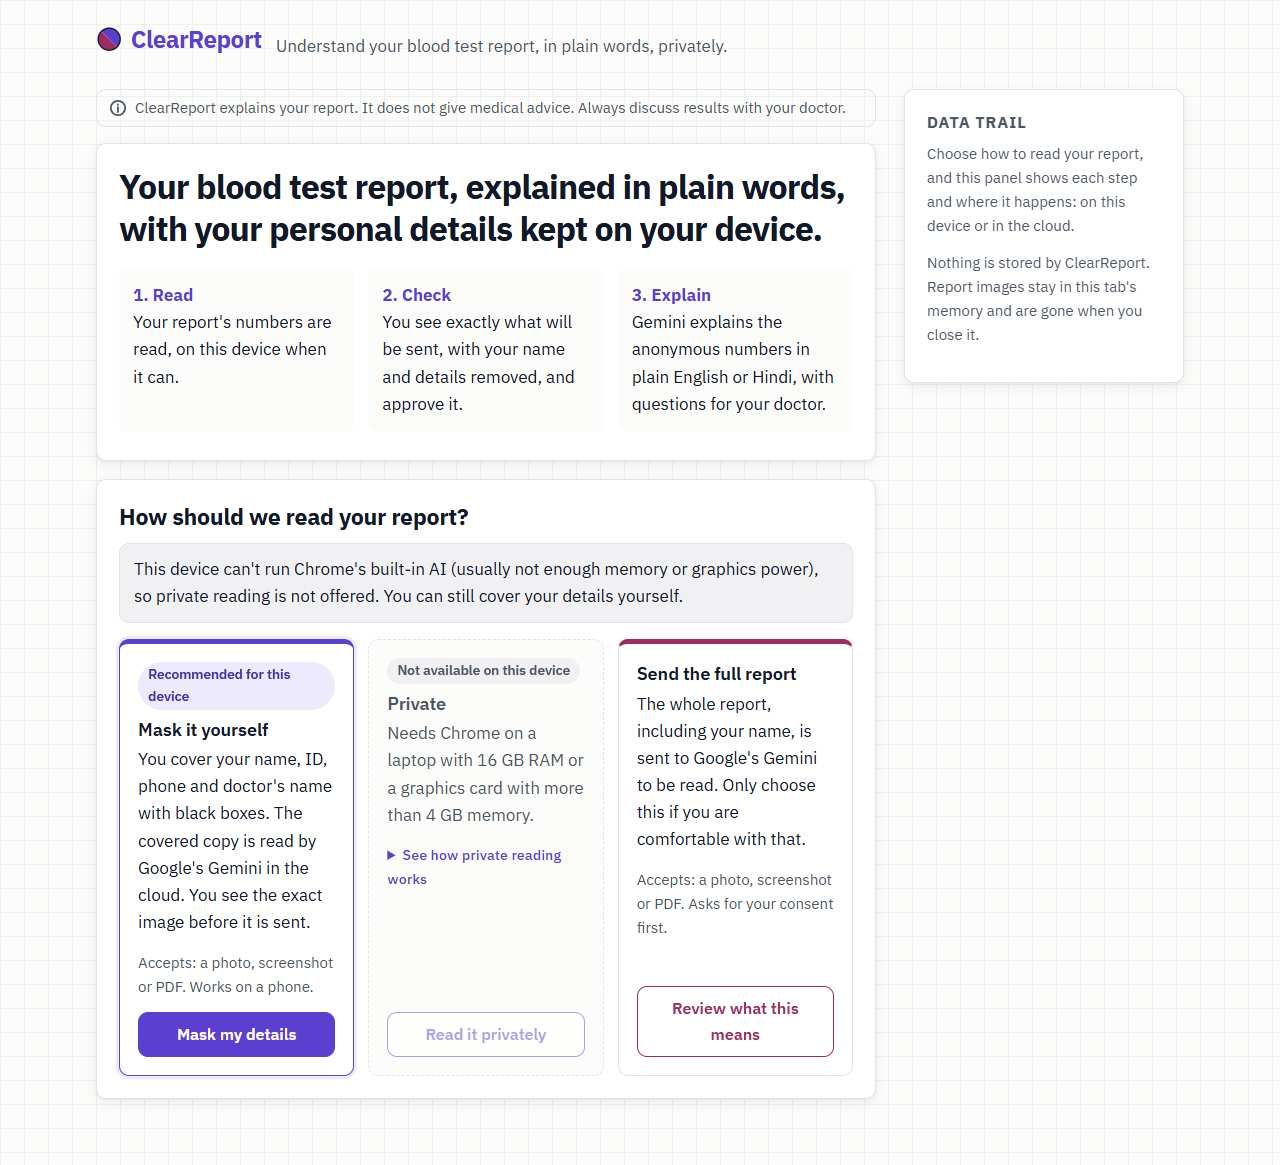 ClearReport
Understand your blood test report, in plain words, privately.
ClearReport explains your report. It does not give medical advice. Always discuss results with your doctor.
Your blood test report, explained in plain words,
with your personal details kept on your device.
1. Read
Your report's numbers are
read, on this device when
it can.
2. Check
You see exactly what will
be sent, with your name
and details removed, and
approve it.
3. Explain
Gemini explains the
anonymous numbers in
plain English or Hindi, with
questions for your doctor.
How should we read your report?
This device can't run Chrome's built-in AI (usually not enough memory or graphics power),
so private reading is not offered. You can still cover your details yourself.
Recommended for this
device
Mask it yourself
You cover your name, ID,
phone and doctor's name
with black boxes. The
covered copy is read by
Google's Gemini in the
cloud. You see the exact
image before it is sent.
Accepts: a photo, screenshot
or PDF. Works on a phone.
Mask my details
Not available on this device
Private
Needs Chrome on a
laptop with 16 GB RAM or
a graphics card with more
than 4 GB memory.
See how private reading
works
Read it privately
Send the full report
The whole report,
including your name, is
sent to Google's Gemini
to be read. Only choose
this if you are
comfortable with that.
Accepts: a photo, screenshot
or PDF. Asks for your consent
first.
Review what this
means
DATA TRAIL
Choose how to read your report,
and this panel shows each step
and where it happens: on this
device or in the cloud.
Nothing is stored by ClearReport.
Report images stay in this tab's
memory and are gone when you
close it.